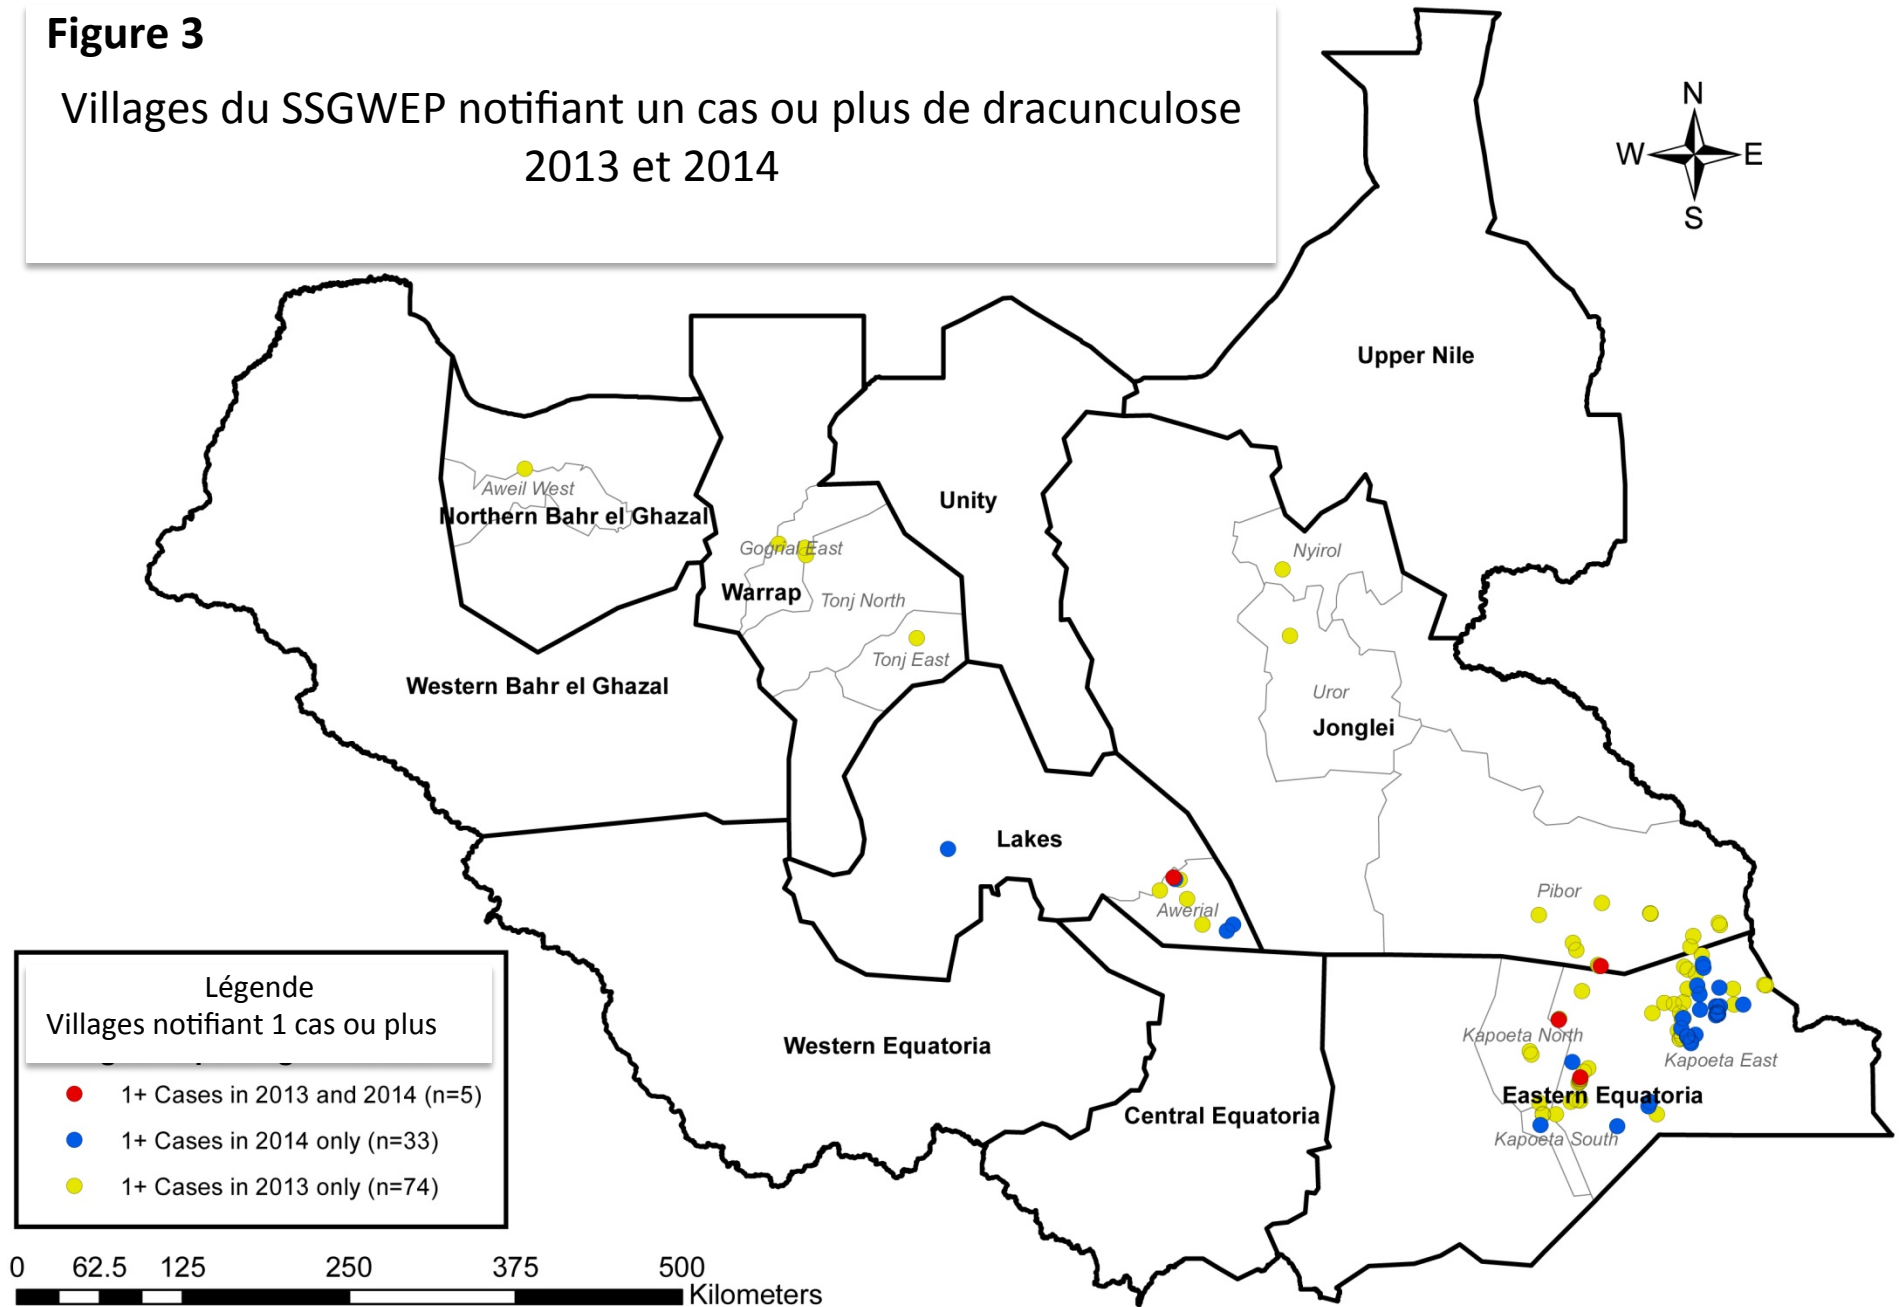 Figure 3
Villages du SSGWEP notifiant un cas ou plus de dracunculose
2013 et 2014
N
W E
S
Upper Nile
Aweil West
Northern Bahr el Ghazal
Unity
Gogrial East
Nyirol
Warrap
Tonj North
Tonj East
Western Bahr el Ghazal
Uror
Jonglei
Lakes
Pibor
Awerial
Légende
Villages notifiant 1 cas ou plus
1+ Cases in 2013 and 2014 (n=5)
1+ Cases in 2014 only (n=33)
1+ Cases in 2013 only (n=74)
Western Equatoria
Kapoeta North
Kapoeta East
Eastern Equatoria
Central Equatoria
Kapoeta South
0 62.5 125 250 375 500
Kilometers